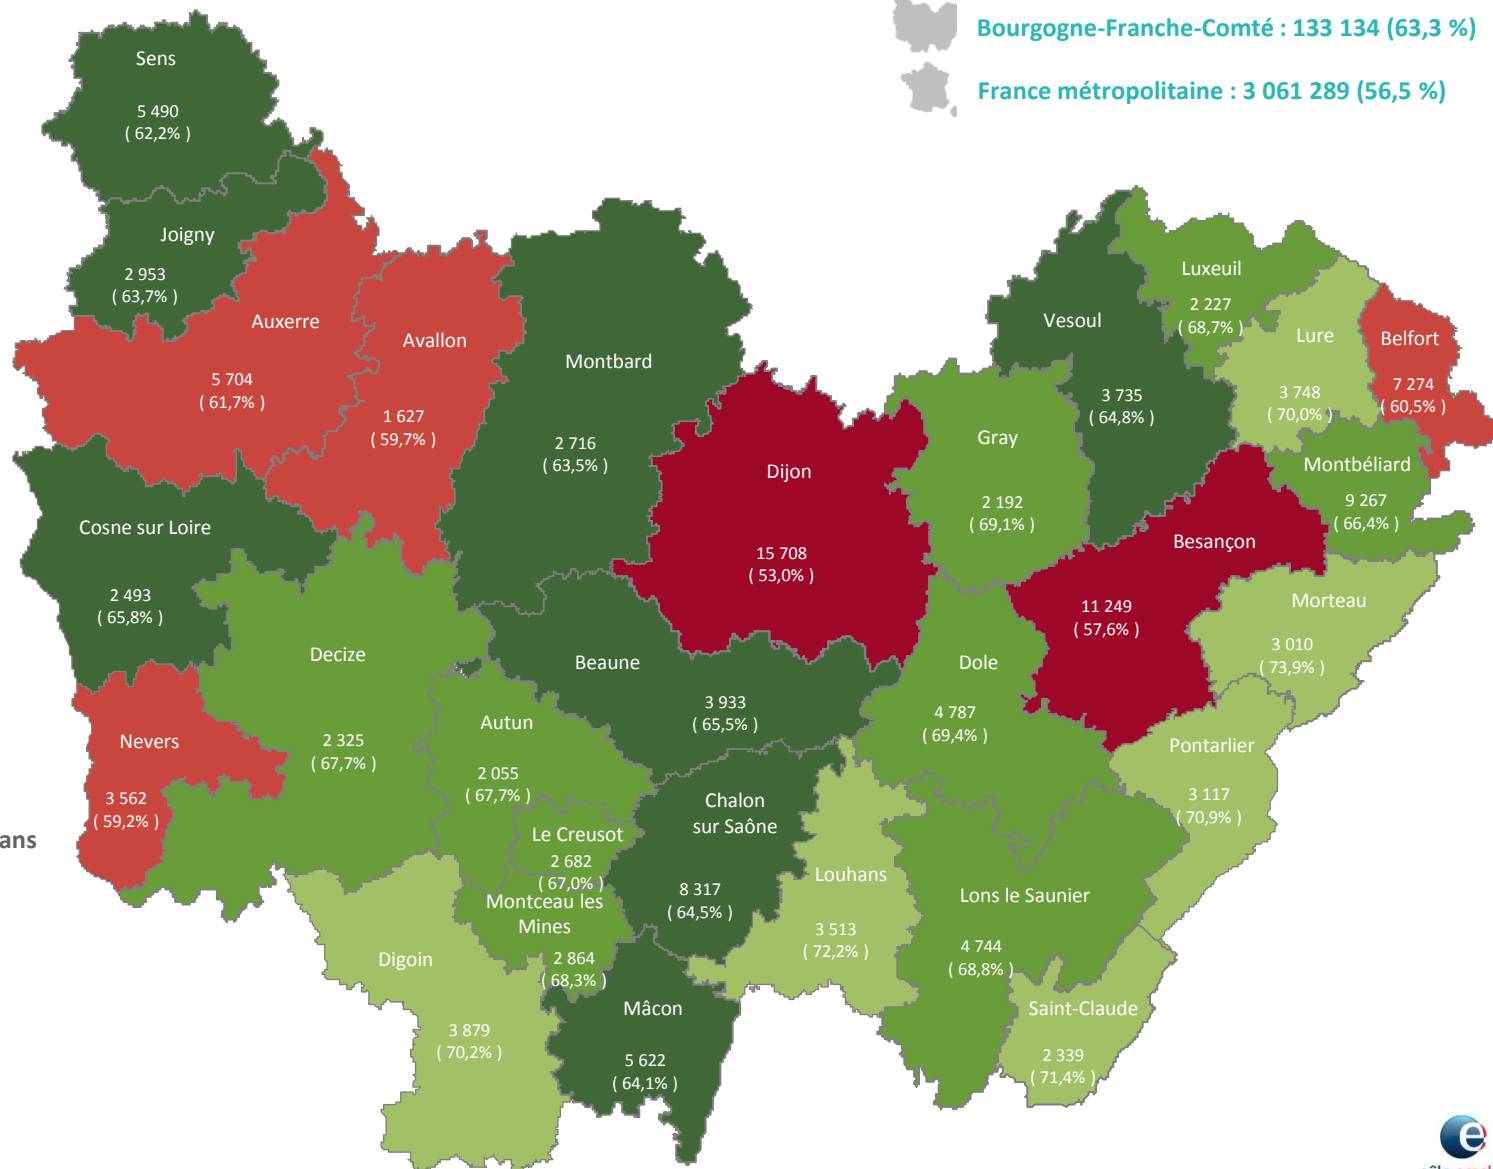 Bourgogne-Franche-Comté : 133 134 (63,3 %)
France métropolitaine : 3 061 289 (56,5 %)
Sens
5 490
( 62,2% )
Joigny
2 953
( 63,7% )
Auxerre
5 704
( 61,7% )
Avallon
1 627
( 59,7% )
Montbard
2 716
( 63,5% )
Dijon
15 708
( 53,0% )
Gray
2 192
( 69,1% )
Vesoul
3 735
( 64,8% )
Luxeuil
2 227
( 68,7% )
Lure
3 748
( 70,0% )
Belfort
7 274
( 60,5% )
Montbéliard
9 267
( 66,4% )
Besançon
11 249
( 57,6% )
Morteau
3 010
( 73,9% )
Cosne sur Loire
2 493
( 65,8% )
Decize
2 325
( 67,7% )
Beaune
3 933
( 65,5% )
Dole
4 787
( 69,4% )
Pontarlier
3 117
( 70,9% )
Nevers
3 562
( 59,2% )
Autun
2 055
( 67,7% )
Le Creusot
2 682
( 67,0% )
Chalon
sur Saône
8 317
( 64,5% )
ans
Montceau les
Mines
2 864
( 68,3% )
Louhans
3 513
( 72,2% )
Lons le Saunier
4 744
( 68,8% )
Digoin
3 879
( 70,2% )
Mâcon
5 622
( 64,1% )
Saint-Claude
2 339
( 71,4% )